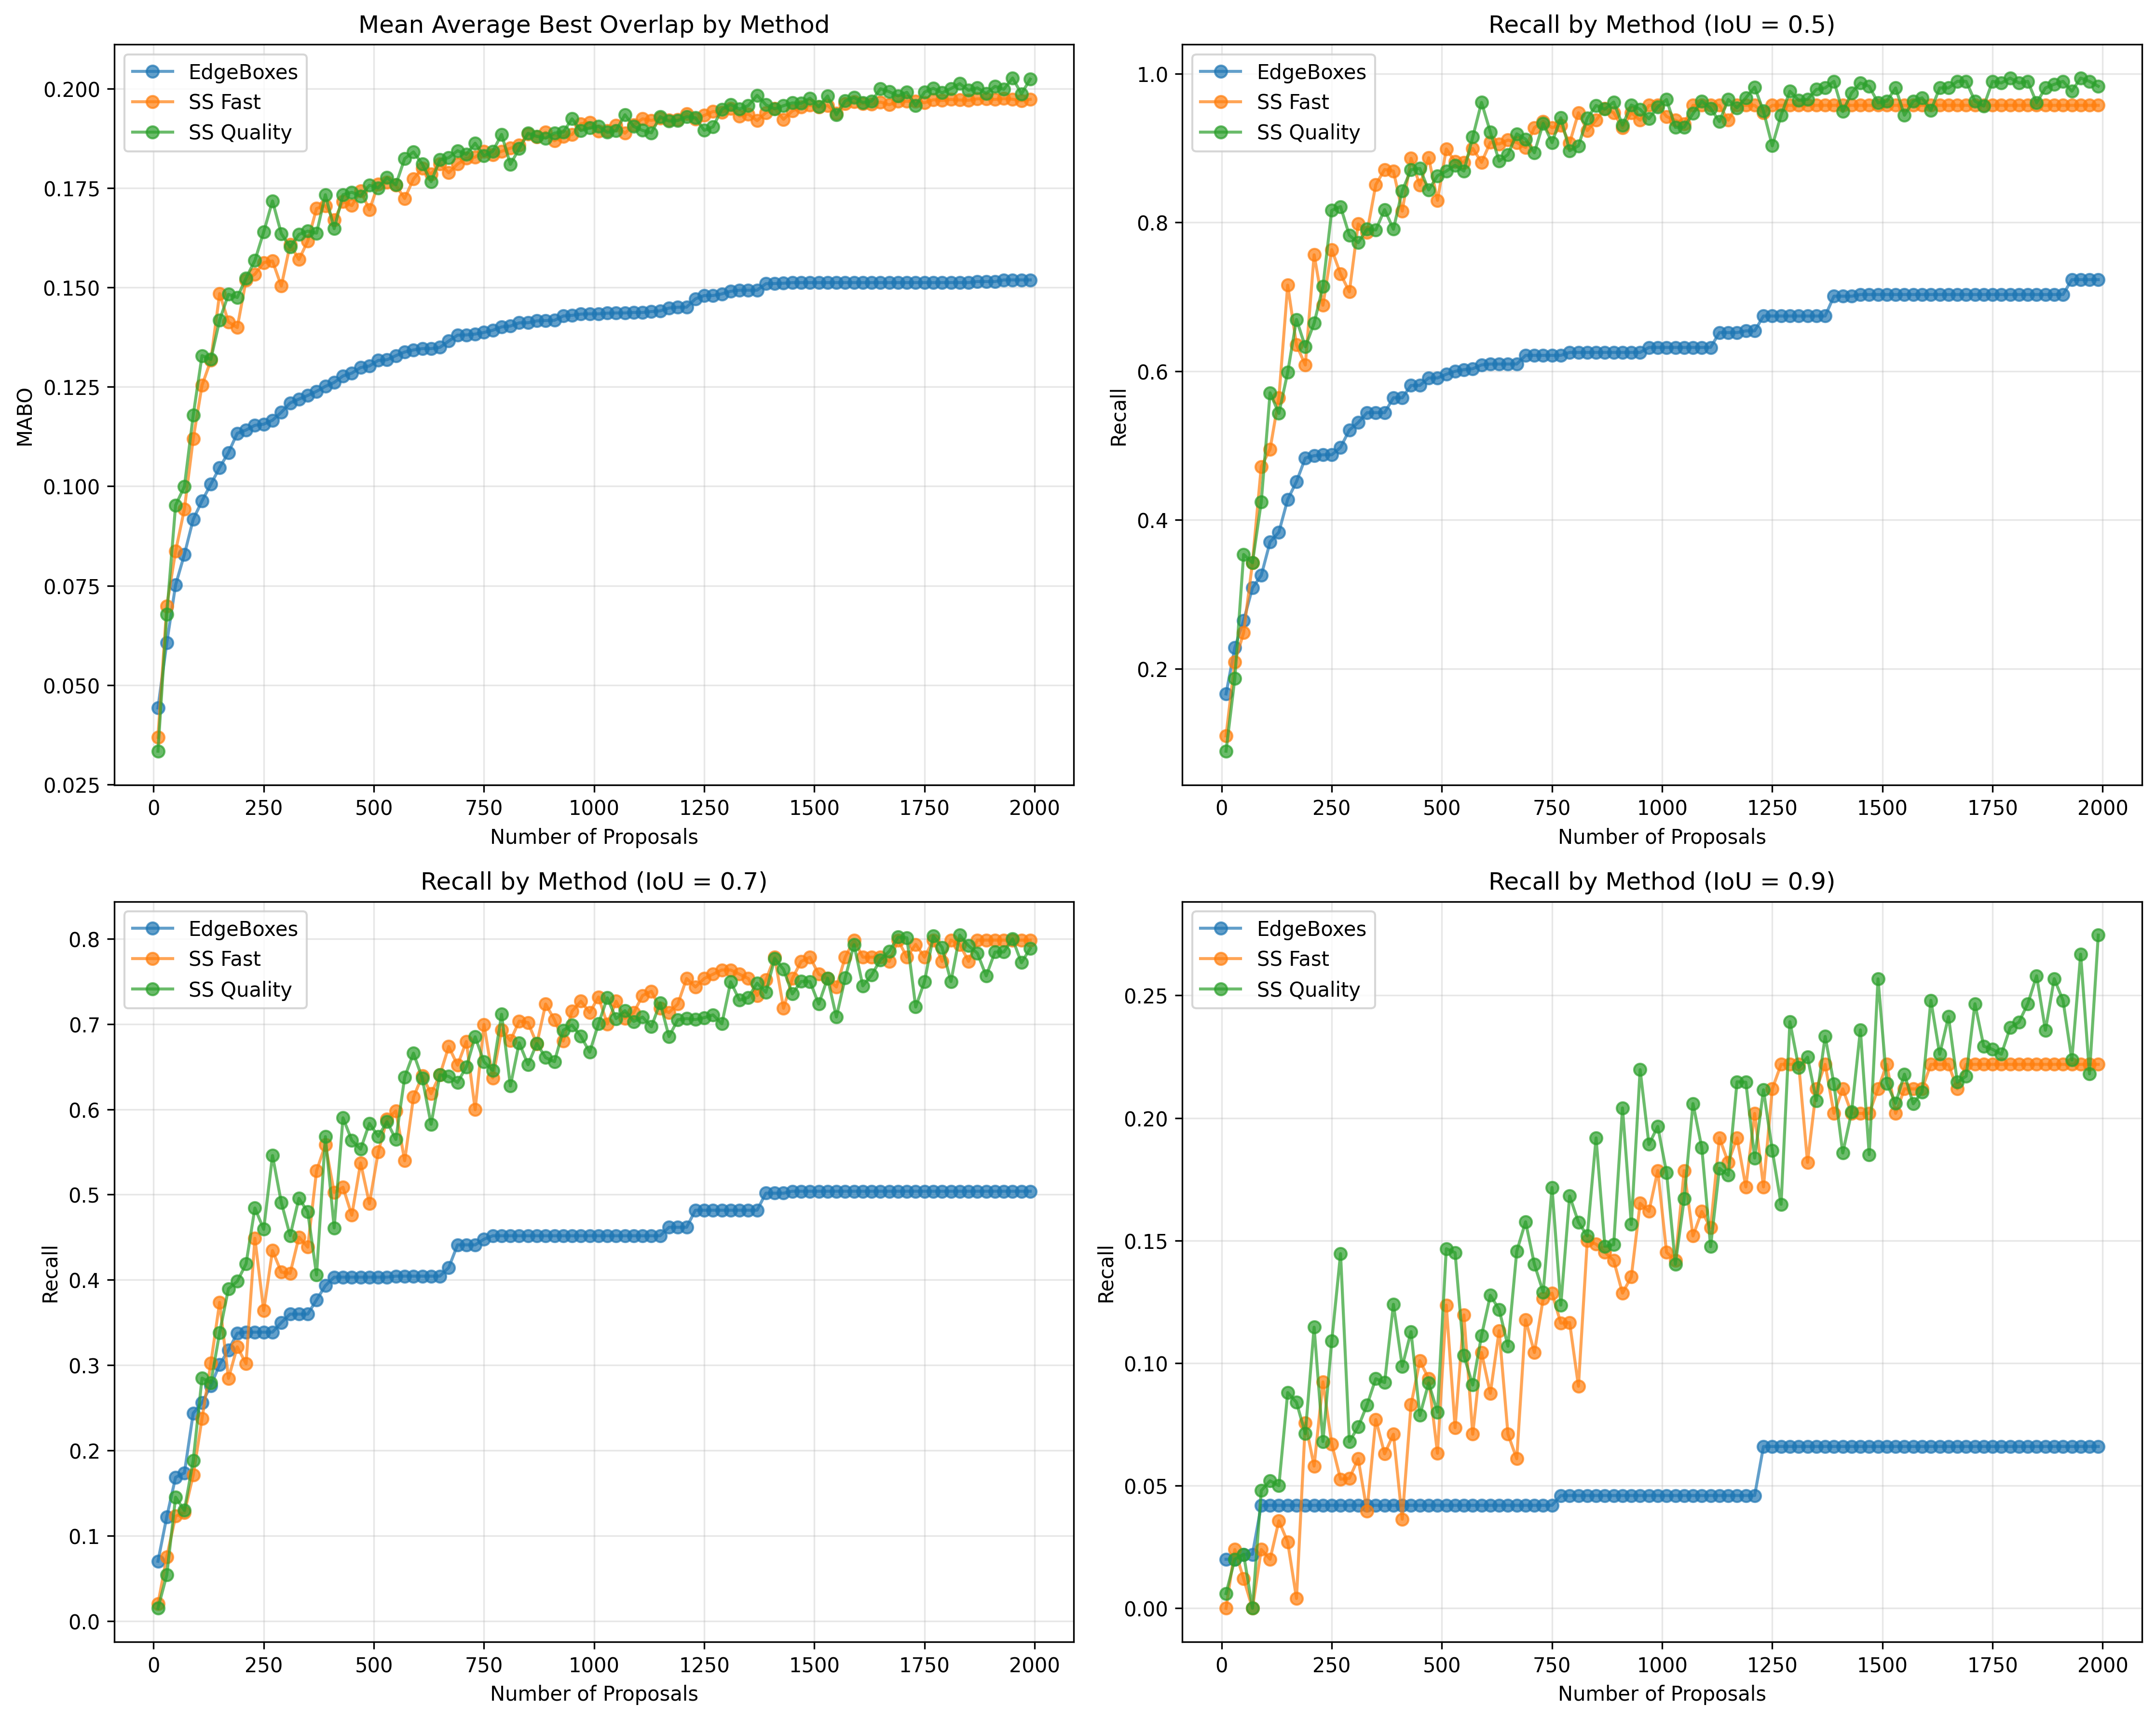 Mean Average Best Overlap by Method
EdgeBoxes
SS Fast
SS Quality
MABO
0.200
0.175
0.150
0.125
0.100
0.075
0.050
0.025
0
250
500
750
1000
1250
1500
1750
2000
Number of Proposals
Recall by Method (IoU = 0.5)
EdgeBoxes
SS Fast
SS Quality
Recall
1.0
0.8
0.6
0.4
0.2
0
250
500
750
1000
1250
1500
1750
2000
Number of Proposals
Recall by Method (IoU = 0.7)
EdgeBoxes
SS Fast
SS Quality
Recall
0.8
0.7
0.6
0.5
0.4
0.3
0.2
0.1
0.0
0
250
500
750
1000
1250
1500
1750
2000
Number of Proposals
Recall by Method (IoU = 0.9)
EdgeBoxes
SS Fast
SS Quality
Recall
0.25
0.20
0.15
0.10
0.05
0.00
0
250
500
750
1000
1250
1500
1750
2000
Number of Proposals